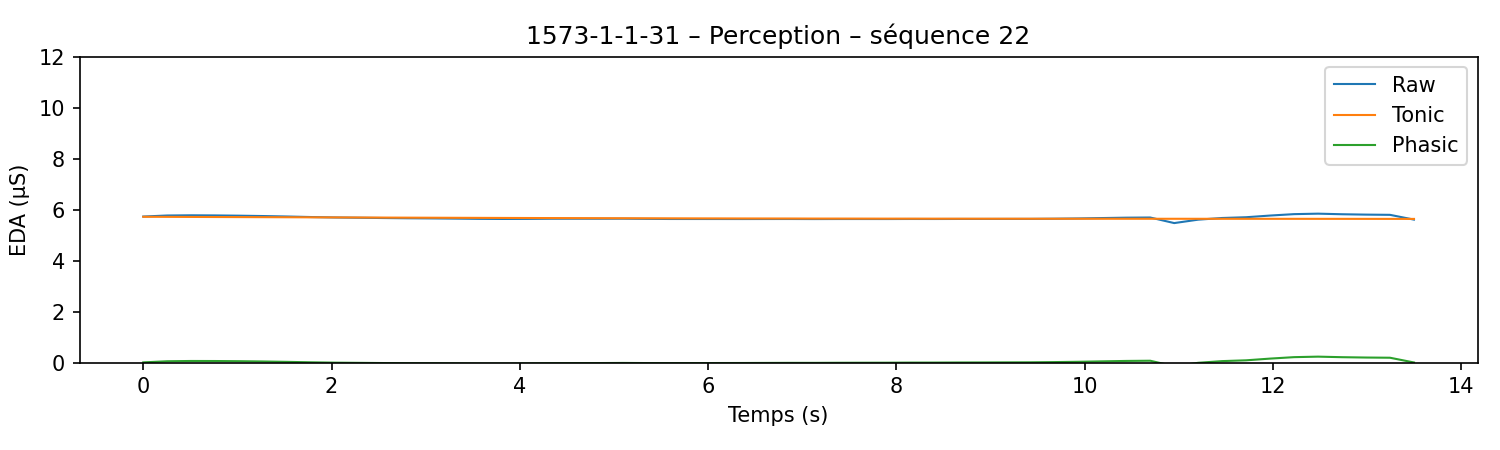 1573-1-1-31 – Perception – séquence 22
12
10
8
6
4
2
0
EDA (µS)
Raw
Tonic
Phasic
0 2 4 6 8 10 12 14
Temps (s)